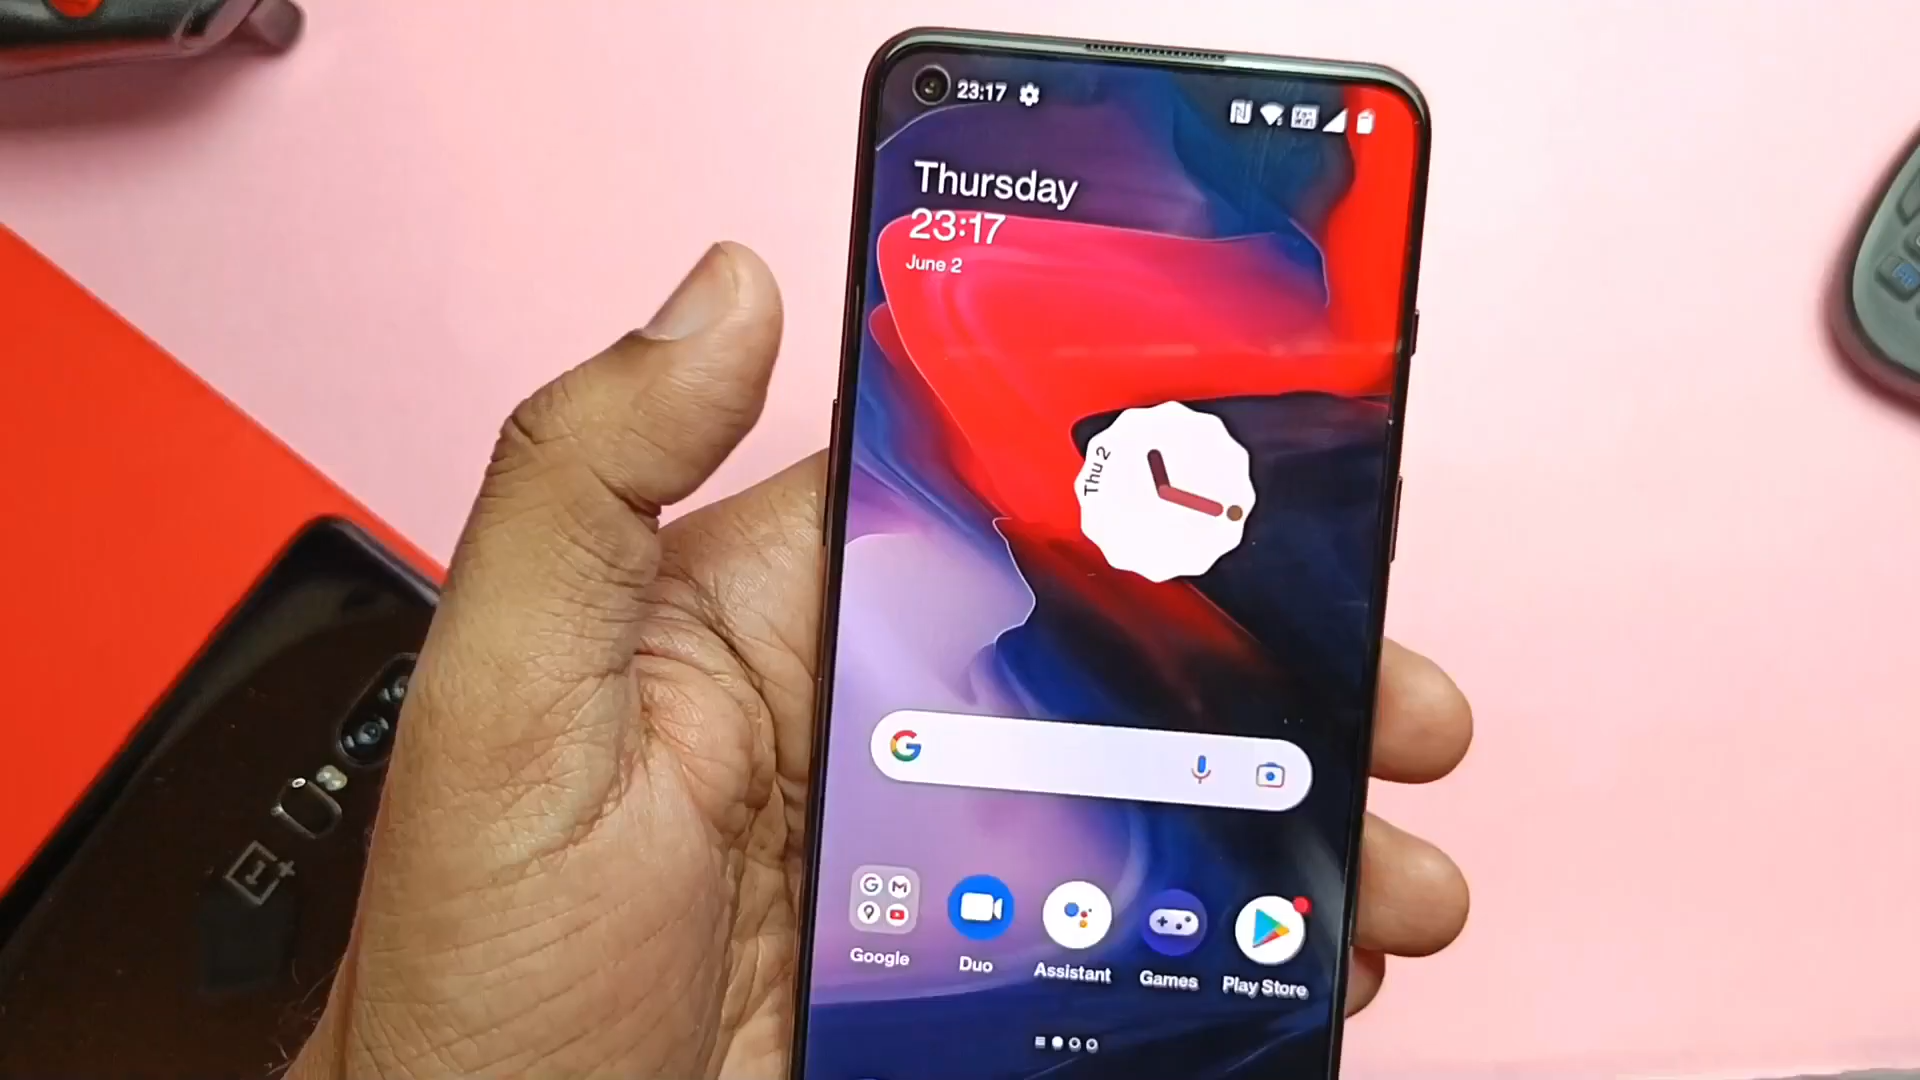 23:17
Thursday
23:17
June 2
Thu 2
Google
Duo
Assistant
Games
Play Store